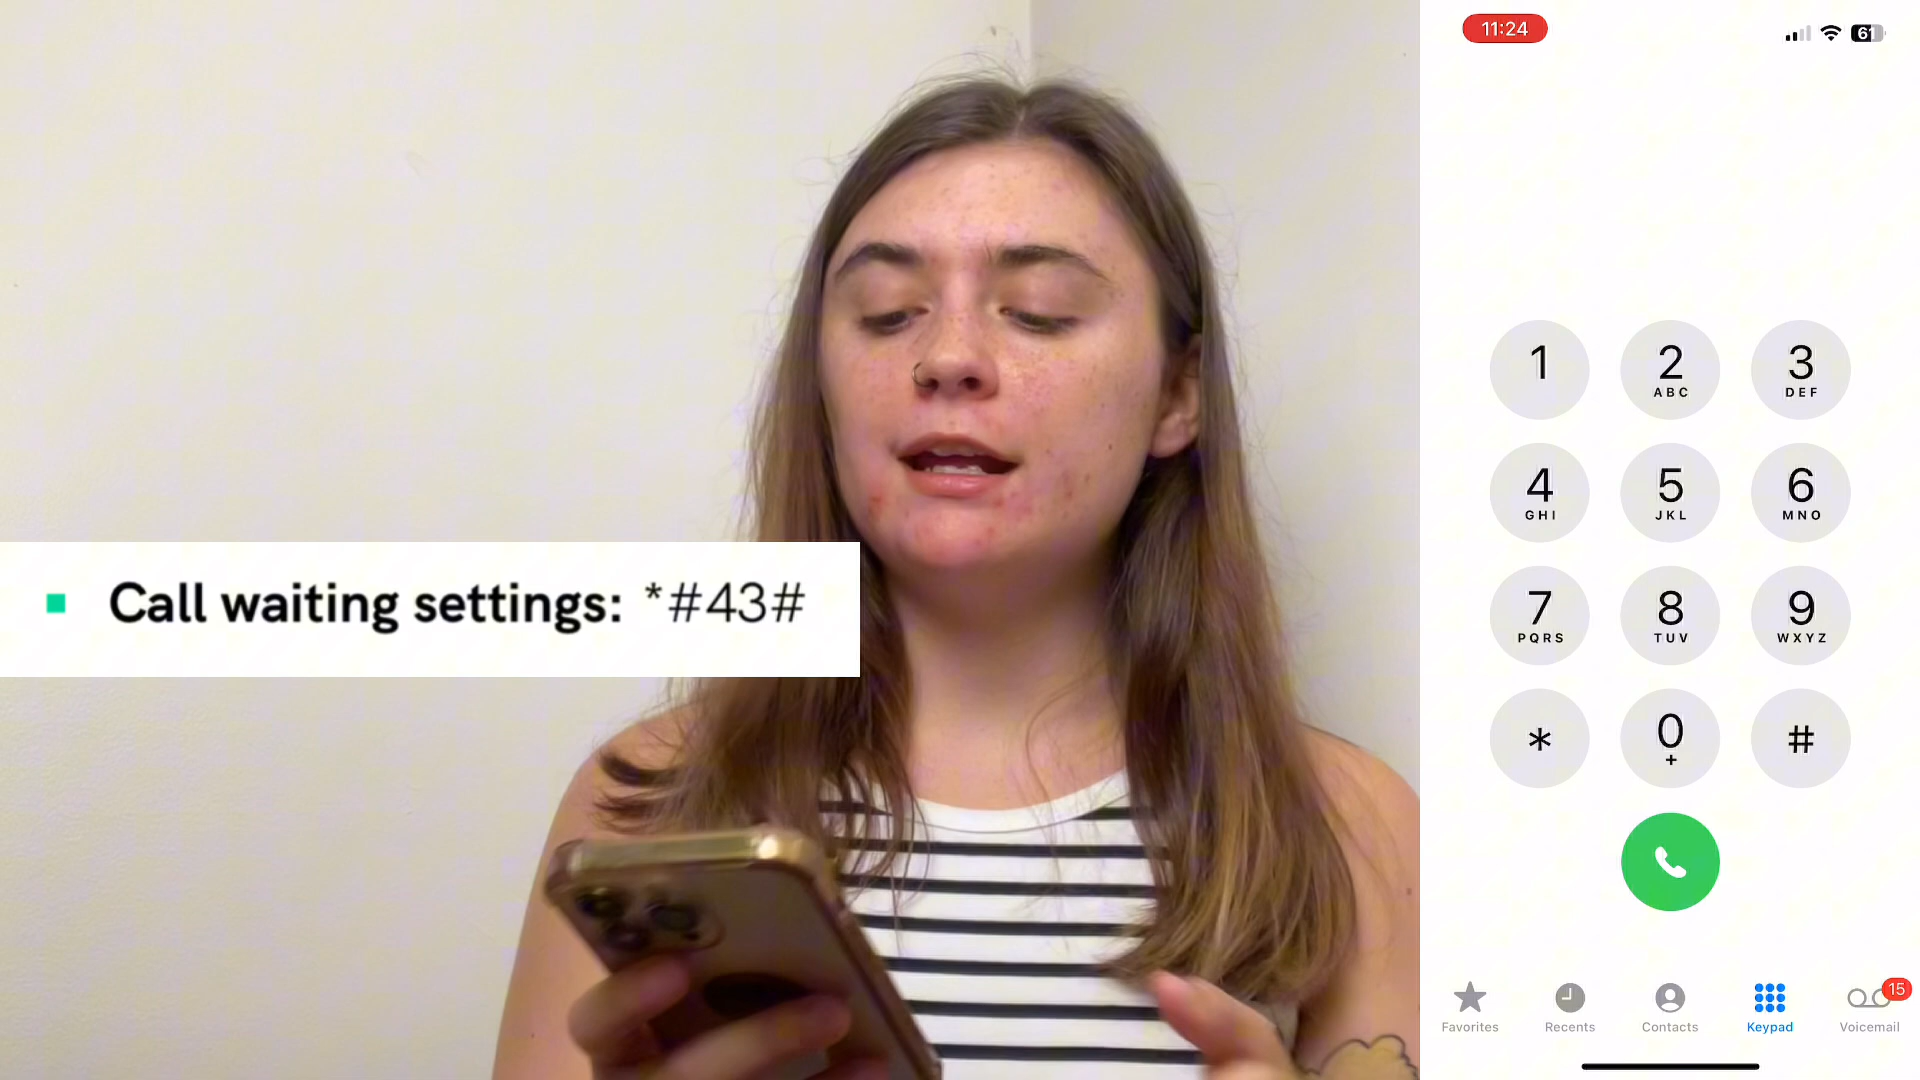 Call waiting settings: *#43#
11:24
61
1
2
ABC
3
DEF
4
GHI
5
JKL
6
MNO
7
PQRS
8
TUV
9
WXYZ
*
0
+
#
15
Favorites
Recents
Contacts
Keypad
Voicemail